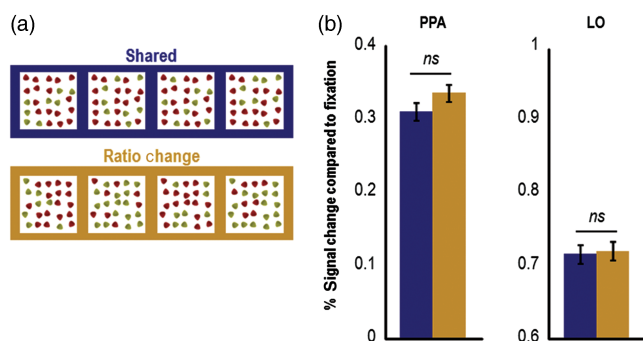 (a)
Shared
Ratio change
(b)
PPA
LO
% Signal change compared to fixation
0.4
0.3
0.2
0.1
0
ns
1
0.9
0.8
0.7
0.6
ns